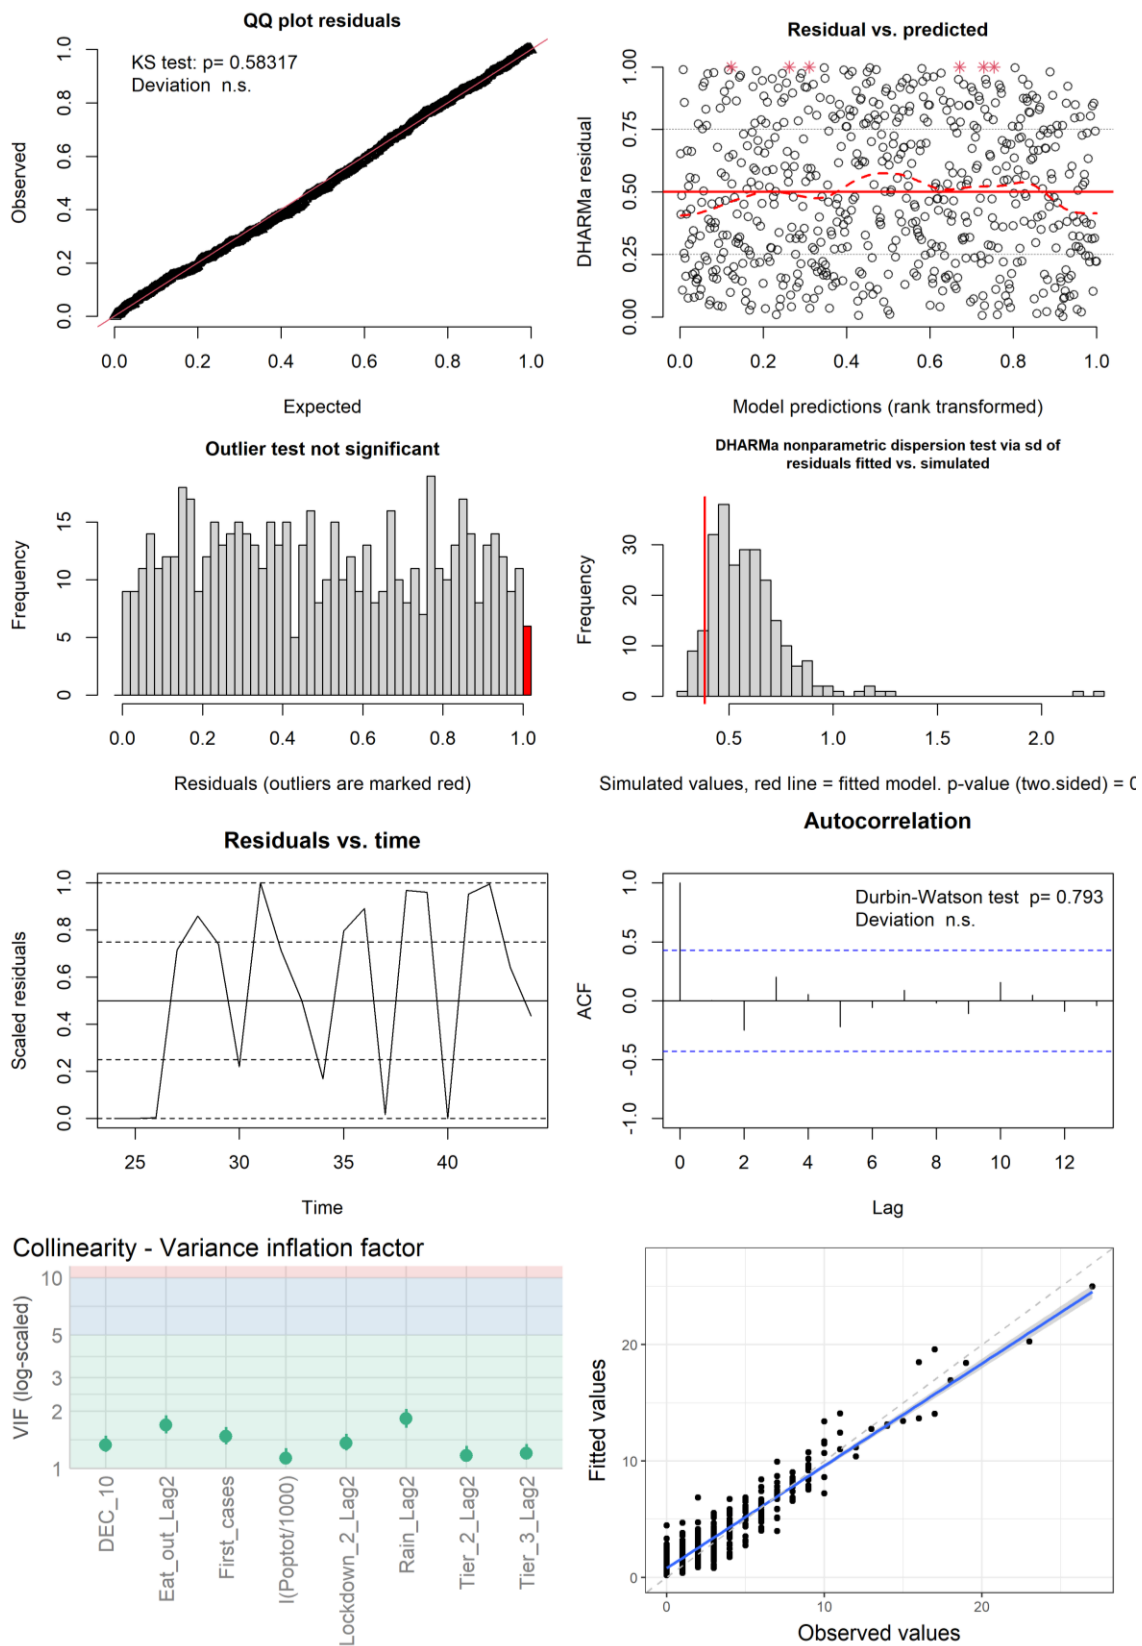 QQ plot residuals
KS test: p= 0.58317
Deviation n.s.
Observed
0.0 0.2 0.4 0.6 0.8 1.0
0.0 0.2 0.4 0.6 0.8 1.0
Expected
Residual vs. predicted
DHARMa residual
0.00 0.25 0.50 0.75 1.00
0.0 0.2 0.4 0.6 0.8 1.0
Model predictions (rank transformed)
Outlier test not significant
Frequency
0 5 10 15
0.0 0.2 0.4 0.6 0.8 1.0
Residuals (outliers are marked red)
DHARMa nonparametric dispersion test via sd of
residuals fitted vs. simulated
Frequency
0 10 20 30
0.5 1.0 1.5 2.0
Simulated values, red line = fitted model. p-value (two.sided) = 0
Residuals vs. time
Scaled residuals
0.0 0.2 0.4 0.6 0.8 1.0
25 30 35 40
Time
Autocorrelation
Durbin-Watson test p= 0.793
Deviation n.s.
ACF
-1.0 -0.5 0.0 0.5 1.0
0 2 4 6 8 10 12
Lag
Collinearity - Variance inflation factor
VIF (log-scaled)
10
5
3
2
1
DEC_10
Eat_out_Lag2
First_cases
I(Poptot/1000)
Lockdown_2_Lag2
Rain_Lag2
Tier_2_Lag2
Tier_3_Lag2
Fitted values
20
10
0
0 10 20
Observed values